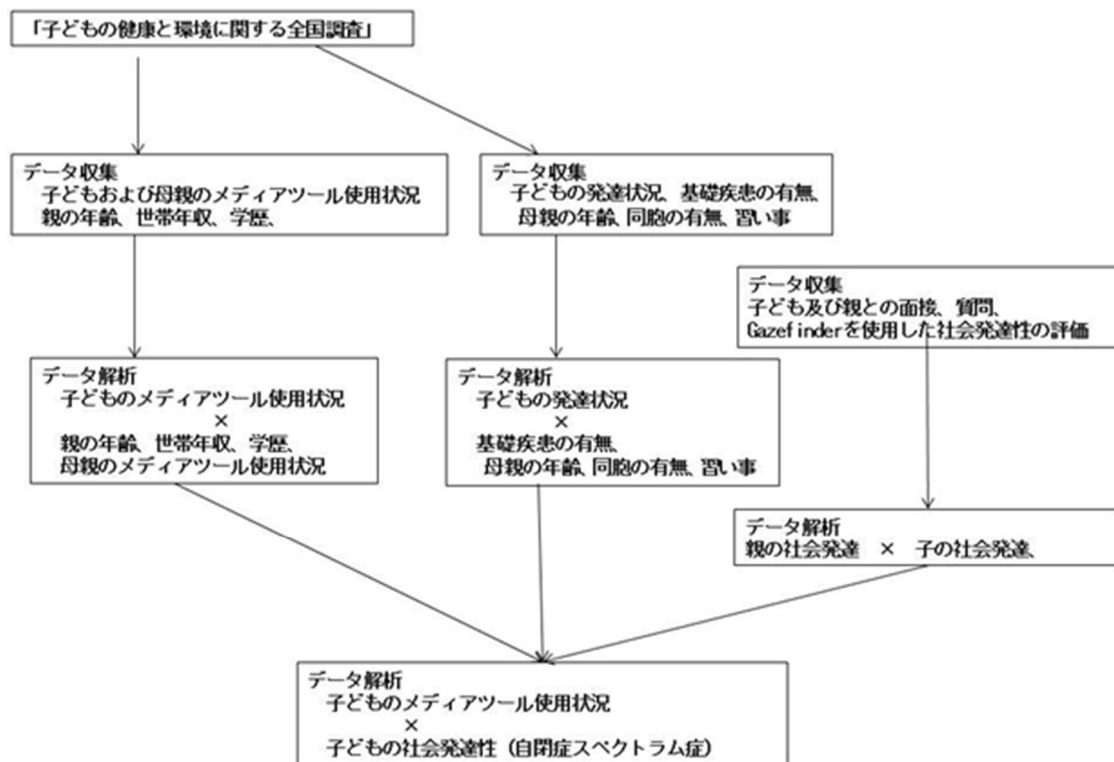 「子どもの健康と環境に関する全国調査」
データ収集
子どもおよび母親のメディアツール使用状況
親の年齢、世帯年収、学歴、
データ収集
子どもの発達状況、基礎疾患の有無、
母親の年齢、同胞の有無、習い事
データ収集
子ども及び親との面接、質問、
Gazefinderを使用した社会発達性の評価
データ解析
子どものメディアツール使用状況
×
親の年齢、世帯年収、学歴、
母親のメディアツール使用状況
データ解析
子どもの発達状況
×
基礎疾患の有無、
母親の年齢、同胞の有無、習い事
データ解析
親の社会発達 × 子の社会発達、
データ解析
子どものメディアツール使用状況
×
子どもの社会発達性（自閉症スペクトラム症）